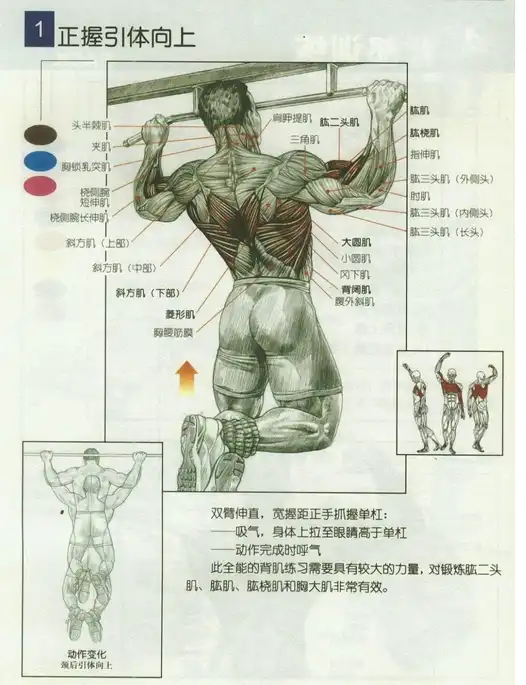 1 正握引体向上
头半棘肌
夹肌
胸锁乳突肌
桡侧腕
短伸肌
桡侧腕长伸肌
斜方肌（上部）
斜方肌（中部）
斜方肌（下部）
菱形肌
胸腰筋膜
肩胛提肌
肱二头肌
三角肌
肱肌
肱桡肌
指伸肌
肱三头肌（外侧头）
肘肌
肱三头肌（内侧头）
肱三头肌（长头）
大圆肌
小圆肌
冈下肌
背阔肌
腹外斜肌
双臂伸直，宽握距正手抓握单杠：
——吸气，身体上拉至眼睛高于单杠
——动作完成时呼气
此全能的背肌练习需要具有较大的力量，对锻炼肱二头
肌、肱肌、肱桡肌和胸大肌非常有效。
动作变化
颈后引体向上